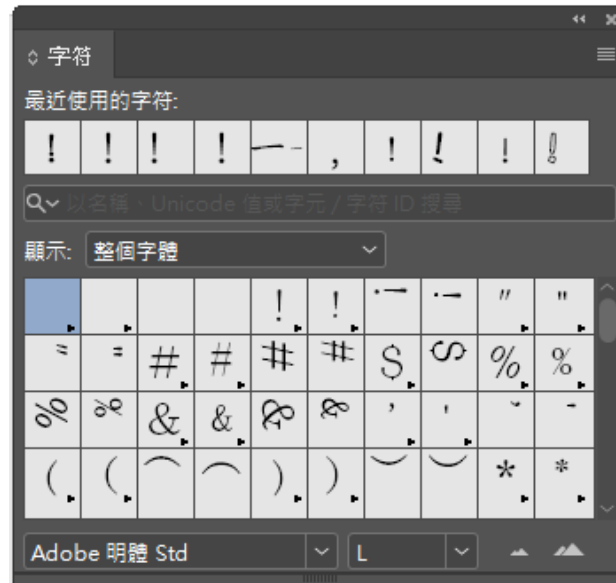 字符
最近使用的字符:
! ! ! ! 一 , ! ! ! !
以名稱、Unicode 值或字元 / 字符 ID 搜尋
顯示: 整個字體
! ! ! ! " "
" " # # # # $ $ % %
% % & & & & ' '
( ( ( ( ) ) ) ) * *
Adobe 明體 Std L